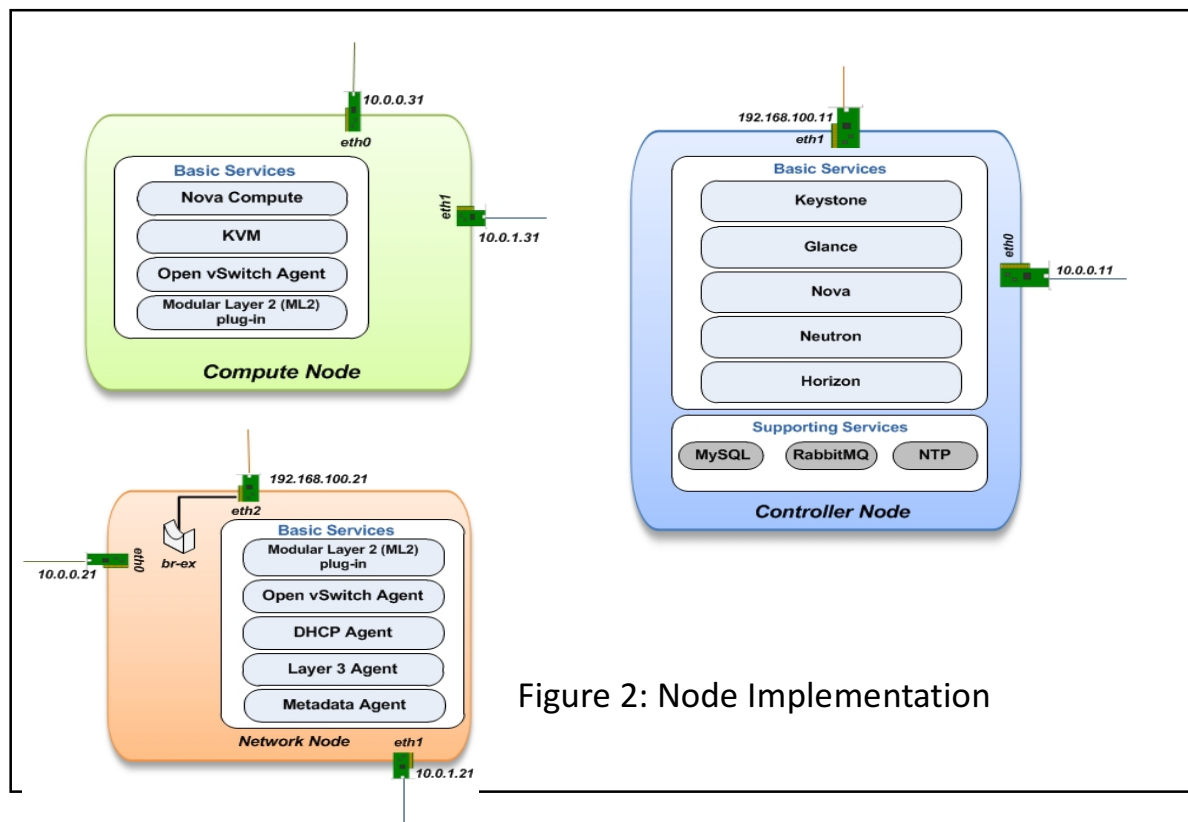 10.0.0.31
eth0
Basic Services
Nova Compute
KVM
Open vSwitch Agent
Modular Layer 2 (ML2)
plug-in
eth1
10.0.1.31
Compute Node
192.168.100.11
eth1
Basic Services
Keystone
Glance
Nova
Neutron
Horizon
eth0
10.0.0.11
Supporting Services
MySQL
RabbitMQ
NTP
Controller Node
192.168.100.21
eth2
br-ex
eth0
10.0.0.21
Basic Services
Modular Layer 2 (ML2)
plug-in
Open vSwitch Agent
DHCP Agent
Layer 3 Agent
Metadata Agent
Network Node
eth1
10.0.1.21
Figure 2: Node Implementation